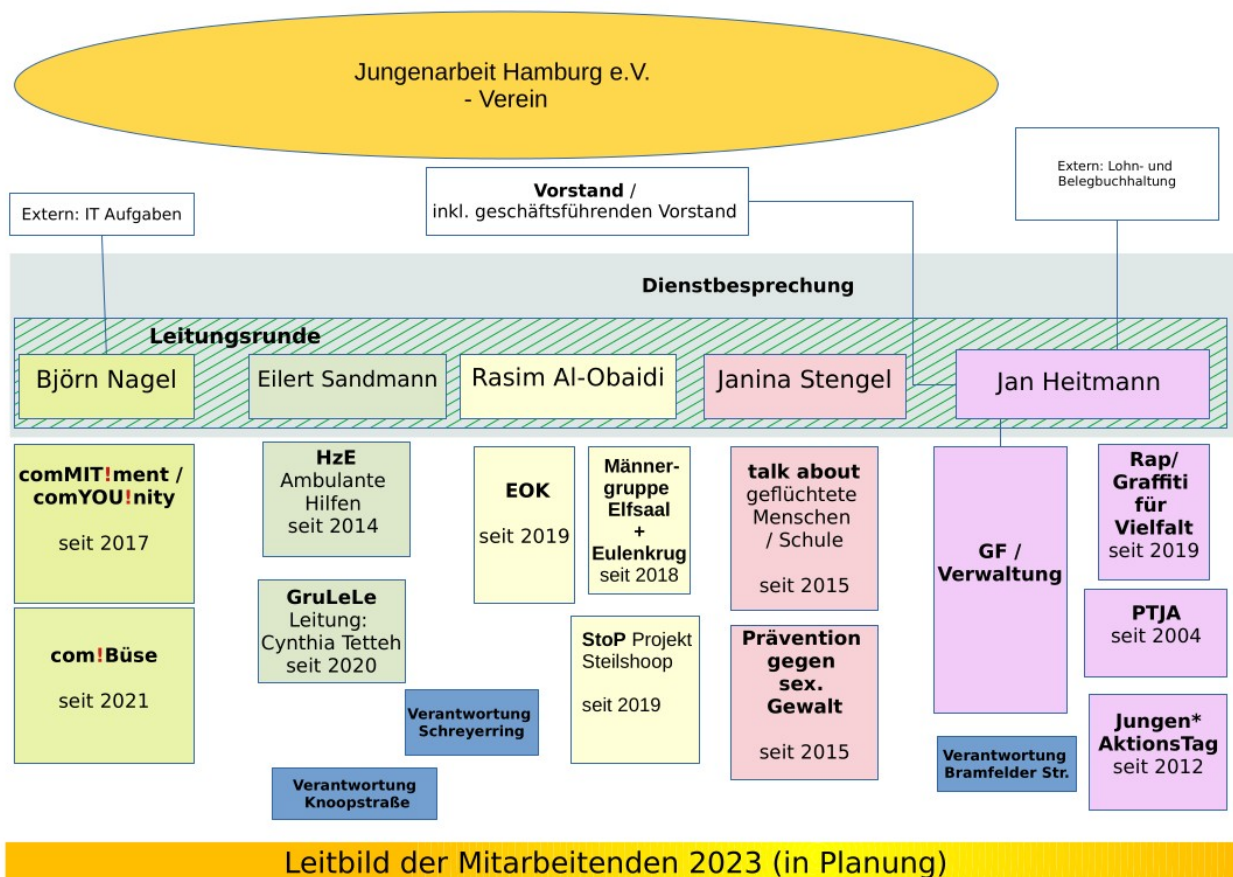 Jungenarbeit Hamburg e.V.
- Verein
Extern: Lohn- und
Belegbuchhaltung
Vorstand /
inkl. geschäftsführenden Vorstand
Extern: IT Aufgaben
Dienstbesprechung
Leitungsrunde
Björn Nagel
Eilert Sandmann
Rasim Al-Obaidi
Janina Stengel
Jan Heitmann
comMIT!ment /
comYOU!nity
seit 2017
com!Büse
seit 2021
HzE
Ambulante
Hilfen
seit 2014
GruLeLe
Leitung:
Cynthia Tetteh
seit 2020
Verantwortung
Knoopstraße
Verantwortung
Schreyerring
EOK
seit 2019
Männer-
gruppe
Elfsaal
+
Eulenkrug
seit 2018
StoP Projekt
Steilshoop
seit 2019
talk about
geflüchtete
Menschen
/ Schule
seit 2015
Prävention
gegen
sex.
Gewalt
seit 2015
GF /
Verwaltung
Verantwortung
Bramfelder Str.
Rap/
Graffiti
für
Vielfalt
seit 2019
PTJA
seit 2004
Jungen*
AktionsTag
seit 2012
Leitbild der Mitarbeitenden 2023 (in Planung)